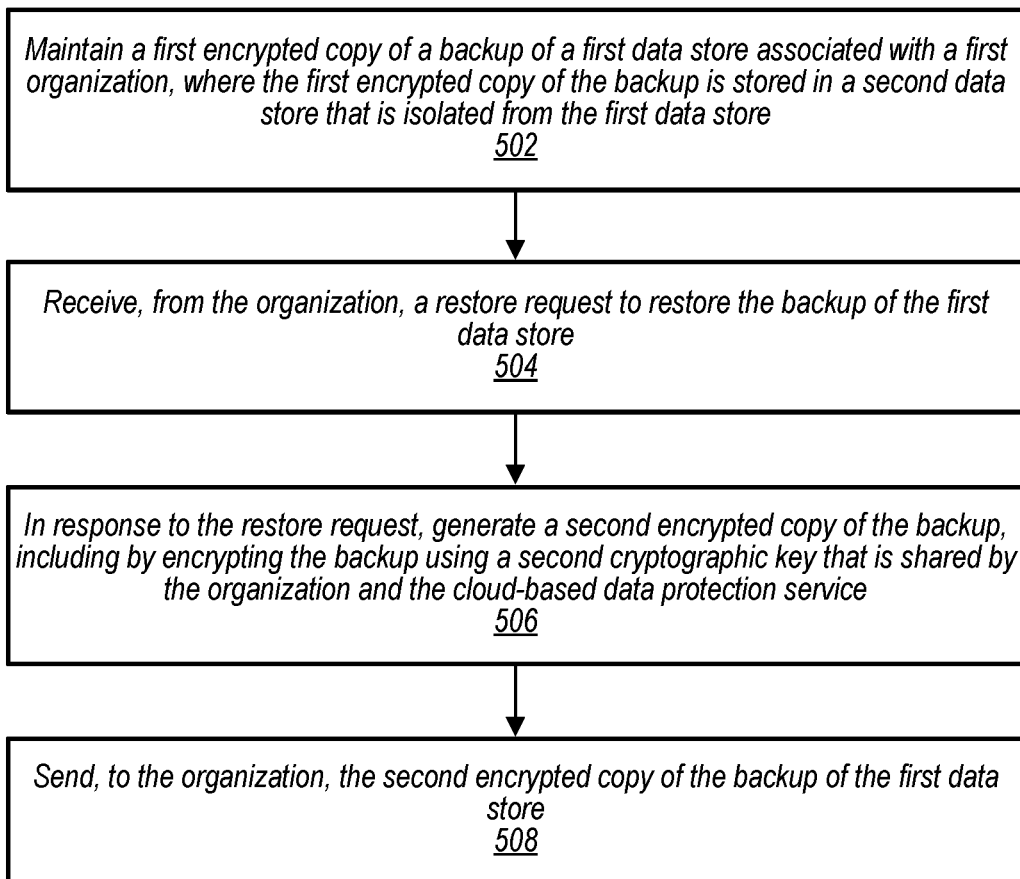 Maintain a first encrypted copy of a backup of a first data store associated with a first
organization, where the first encrypted copy of the backup is stored in a second data
store that is isolated from the first data store
502
Receive, from the organization, a restore request to restore the backup of the first
data store
504
In response to the restore request, generate a second encrypted copy of the backup,
including by encrypting the backup using a second cryptographic key that is shared by
the organization and the cloud-based data protection service
506
Send, to the organization, the second encrypted copy of the backup of the first data
store
508